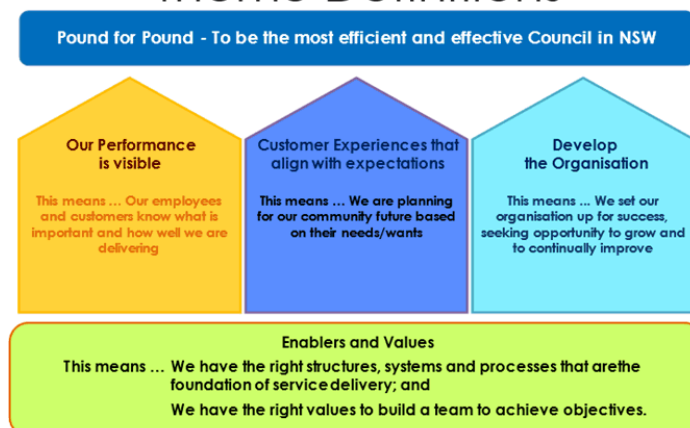 Theme Definitions
Pound for Pound - To be the most efficient and effective Council in NSW
Our Performance
is visible
This means ... Our employees
and customers know what is
important and how well we are
delivering
Customer Experiences that
align with expectations
This means ... We are planning
for our community future based
on their needs/wants
Develop
the Organisation
This means ... We set our
organisation up for success,
seeking opportunity to grow and
to continually improve
Enablers and Values
This means ... We have the right structures, systems and processes that arethe
foundation of service delivery; and
We have the right values to build a team to achieve objectives.